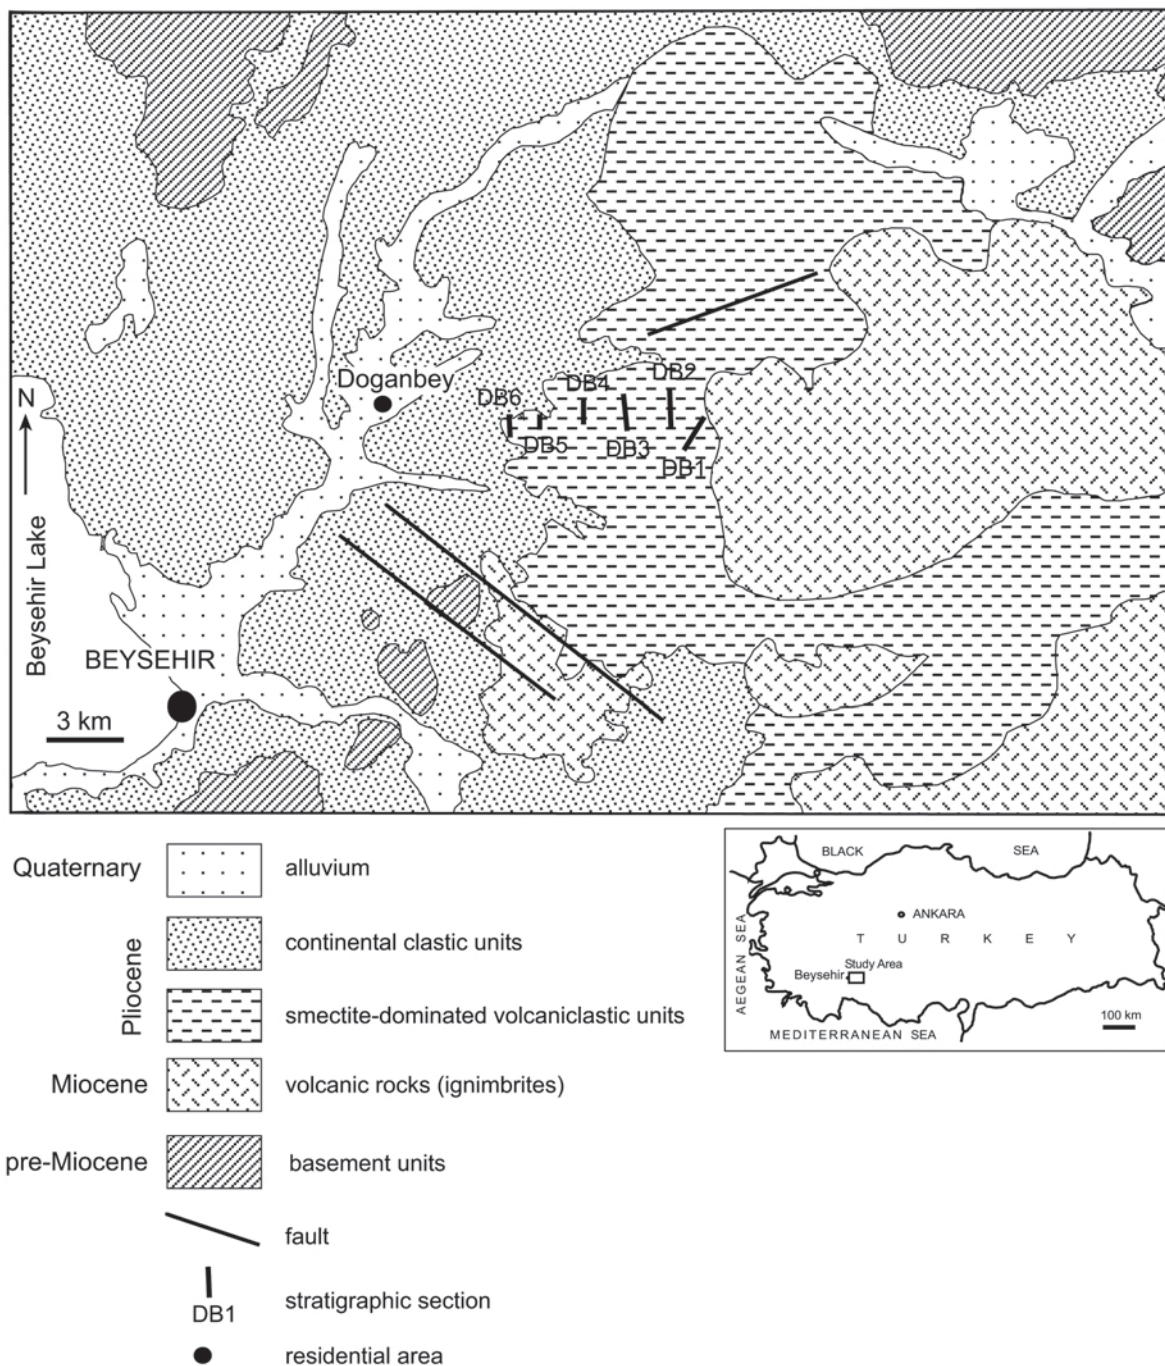 Doganbey
DB6
DB5
DB4
DB3
DB2
DB1
N
Beysehir Lake
BEYSEHIR
3 km
Quaternary
alluvium
Pliocene
continental clastic units
smectite-dominated volcaniclastic units
Miocene
volcanic rocks (ignimbrites)
pre-Miocene
basement units
fault
DB1
stratigraphic section
residential area
BLACK SEA
AEGEAN SEA
ANKARA
T U R K E Y
Study Area
Beysehir
100 km
MEDITERRANEAN SEA